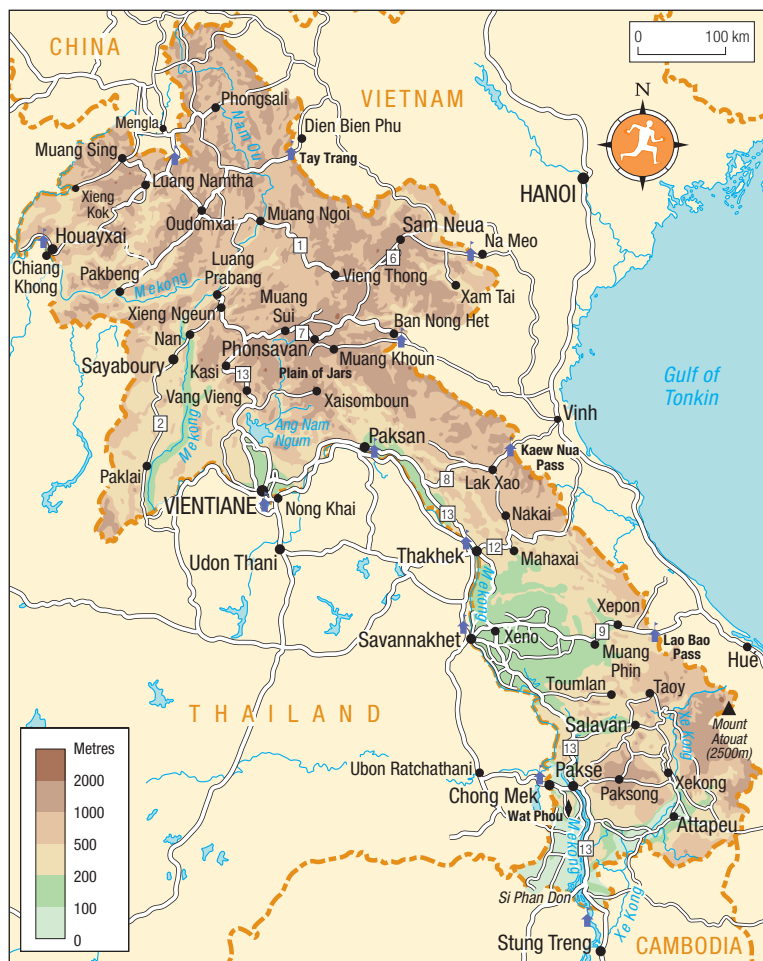 CHINA
0
100 km
Phongsali
VIETNAM
N
Mengla
Nam Ou
Dien Bien Phu
Muang Sing
Tay Trang
Luang Namtha
HANOI
Xieng
Kok
Oudomxai
Muang Ngoi
Sam Neua
Houayxai
1
6
Na Meo
Chiang
Khong
Luang
Prabang
Vieng Thong
Pakbeng
Mekong
Xam Tai
Muang
Sui
Xieng Ngeun
Ban Nong Het
Nan
7
Phonsavan
Muang Khoun
Sayaboury
Kasi
13
Plain of Jars
Gulf of
Tonkin
Vang Vieng
Xaisomboun
2
Mekong
Ang Nam
Ngum
Vinh
Paksan
Kaew Nua
Pass
Paklai
8
Lak Xao
VIENTIANE
Nong Khai
13
Nakai
Udon Thani
Thakhek
12
Mahaxai
Mekong
Xepon
Savannakhet
Xeno
9
Lao Bao
Pass
Muang
Phin
Hue
Toumlan
Taoy
THAILAND
Salavan
Xe Kong
Mount
Atouat
(2500m)
Metres
2000
1000
500
200
100
0
13
Ubon Ratchathani
Pakse
Xekong
Chong Mek
Paksong
Wat Phou
Attapeu
Mekong
13
Si Phan Don
Xe Kong
Stung Treng
CAMBODIA